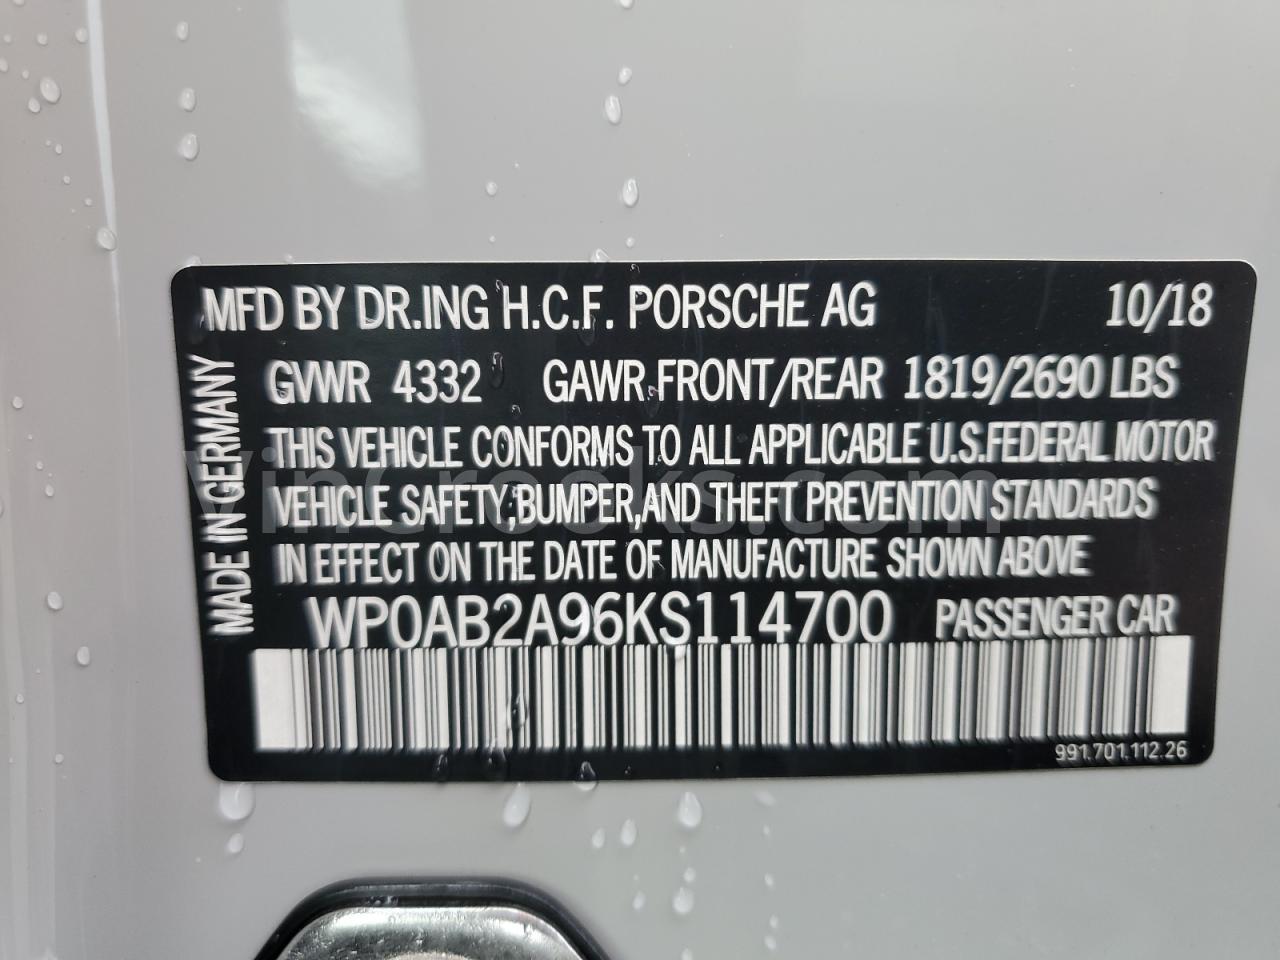 MFD BY DR.ING H.C.F. PORSCHE AG 10/18
GVWR 4332 GAWR FRONT/REAR 1819/2690 LBS
THIS VEHICLE CONFORMS TO ALL APPLICABLE U.S.FEDERAL MOTOR
VEHICLE SAFETY,BUMPER,AND THEFT PREVENTION STANDARDS
IN EFFECT ON THE DATE OF MANUFACTURE SHOWN ABOVE
WP0AB2A96KS114700 PASSENGER CAR
991.701.112.26
MADE IN GERMANY
VinCrooks.com